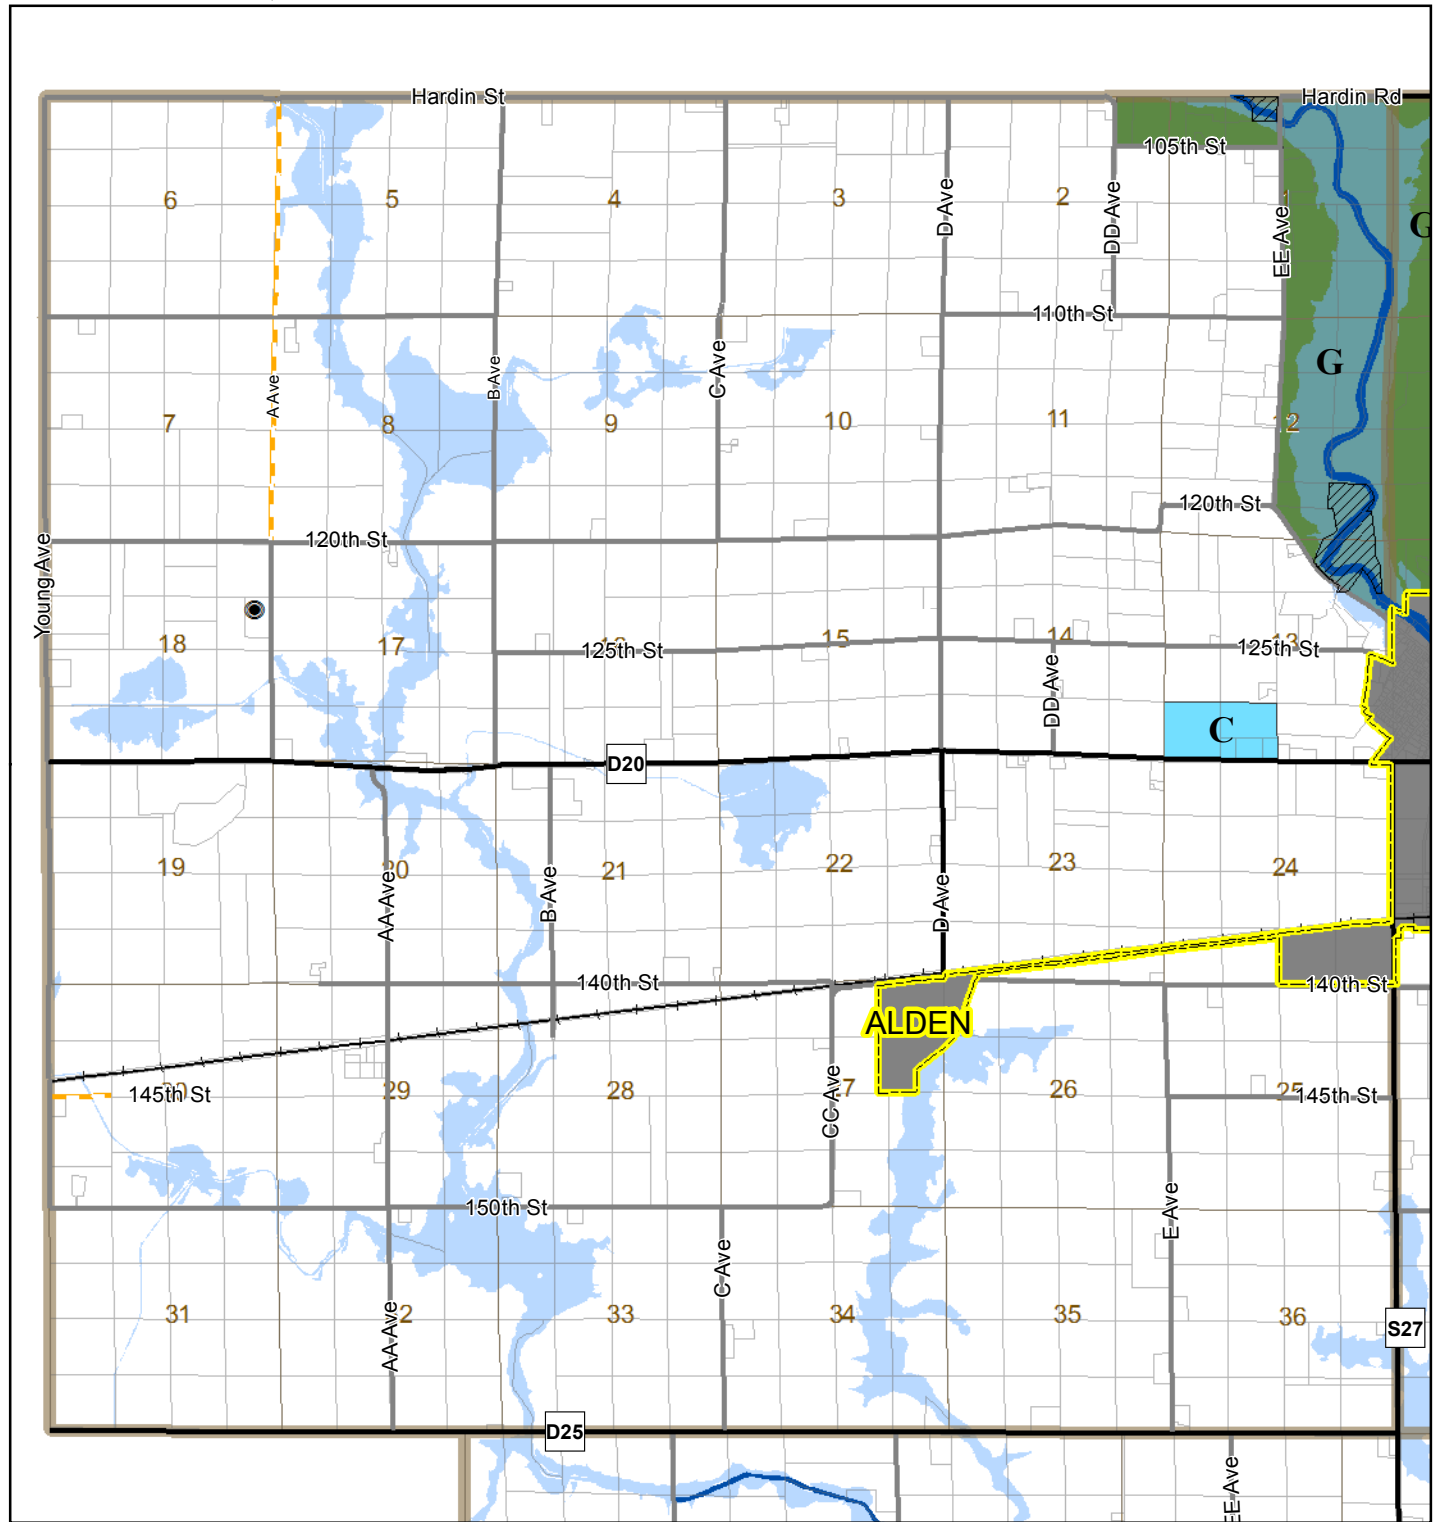 Hardin St
Hardin Rd
105th St
6
5
4
3
2
1
D Ave
DD Ave
EE Ave
G
110th St
G
A Ave
B Ave
C Ave
7
8
9
10
11
12
120th St
120th St
Young Ave
18
17
125th St
15
14
13
125th St
DD Ave
C
D20
19
20
21
22
23
24
AA Ave
B Ave
D Ave
140th St
140th St
ALDEN
145th St
29
28
27
26
25
145th St
CC Ave
150th St
E Ave
C Ave
31
33
34
35
36
AA Ave
S27
D25
EE Ave